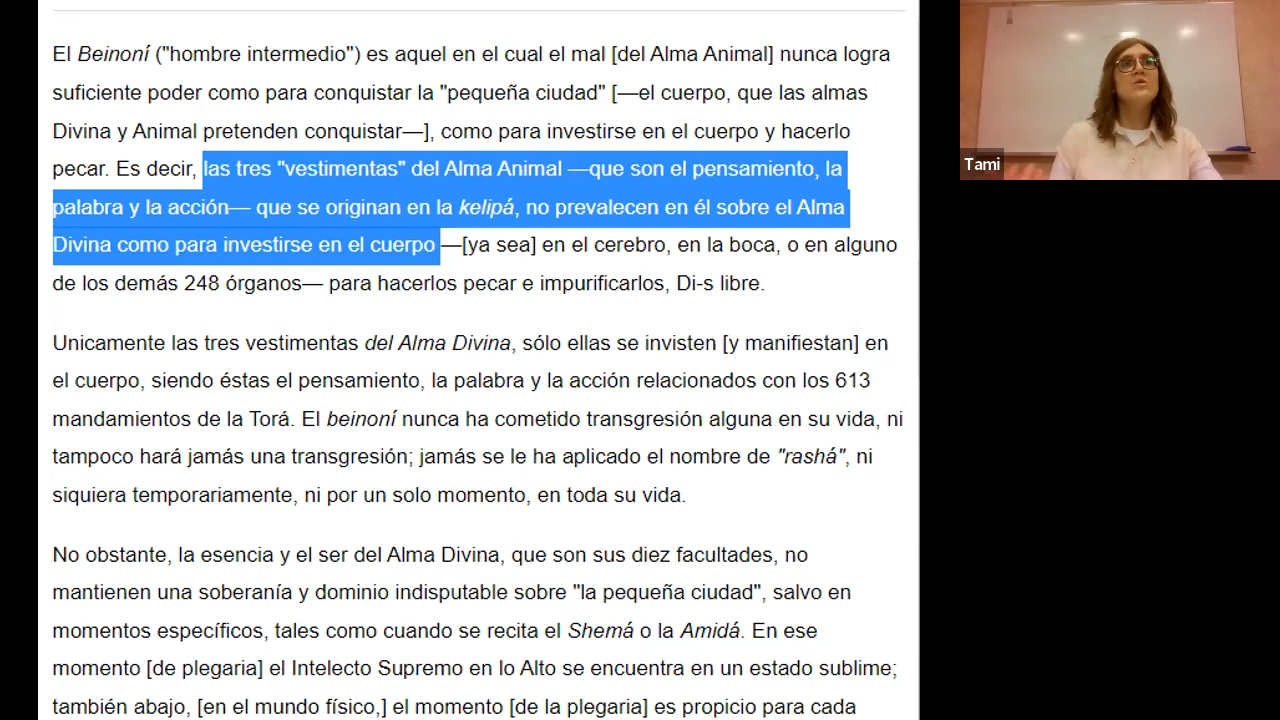 El Beinoní ("hombre intermedio") es aquel en el cual el mal [del Alma Animal] nunca logra
suficiente poder como para conquistar la "pequeña ciudad" [—el cuerpo, que las almas
Divina y Animal pretenden conquistar—], como para investirse en el cuerpo y hacerlo
pecar. Es decir, las tres "vestimentas" del Alma Animal —que son el pensamiento, la
palabra y la acción— que se originan en la kelipá, no prevalecen en él sobre el Alma
Divina como para investirse en el cuerpo —[ya sea] en el cerebro, en la boca, o en alguno
de los demás 248 órganos— para hacerlos pecar e impurificarlos, Di-s libre.
Unicamente las tres vestimentas del Alma Divina, sólo ellas se invisten [y manifiestan] en
el cuerpo, siendo éstas el pensamiento, la palabra y la acción relacionados con los 613
mandamientos de la Torá. El beinoní nunca ha cometido transgresión alguna en su vida, ni
tampoco hará jamás una transgresión; jamás se le ha aplicado el nombre de "rashá", ni
siquiera temporariamente, ni por un solo momento, en toda su vida.
No obstante, la esencia y el ser del Alma Divina, que son sus diez facultades, no
mantienen una soberanía y dominio indisputable sobre "la pequeña ciudad", salvo en
momentos específicos, tales como cuando se recita el Shemá o la Amidá. En ese
momento [de plegaria] el Intelecto Supremo en lo Alto se encuentra en un estado sublime;
también abajo, [en el mundo físico,] el momento [de la plegaria] es propicio para cada
Tami